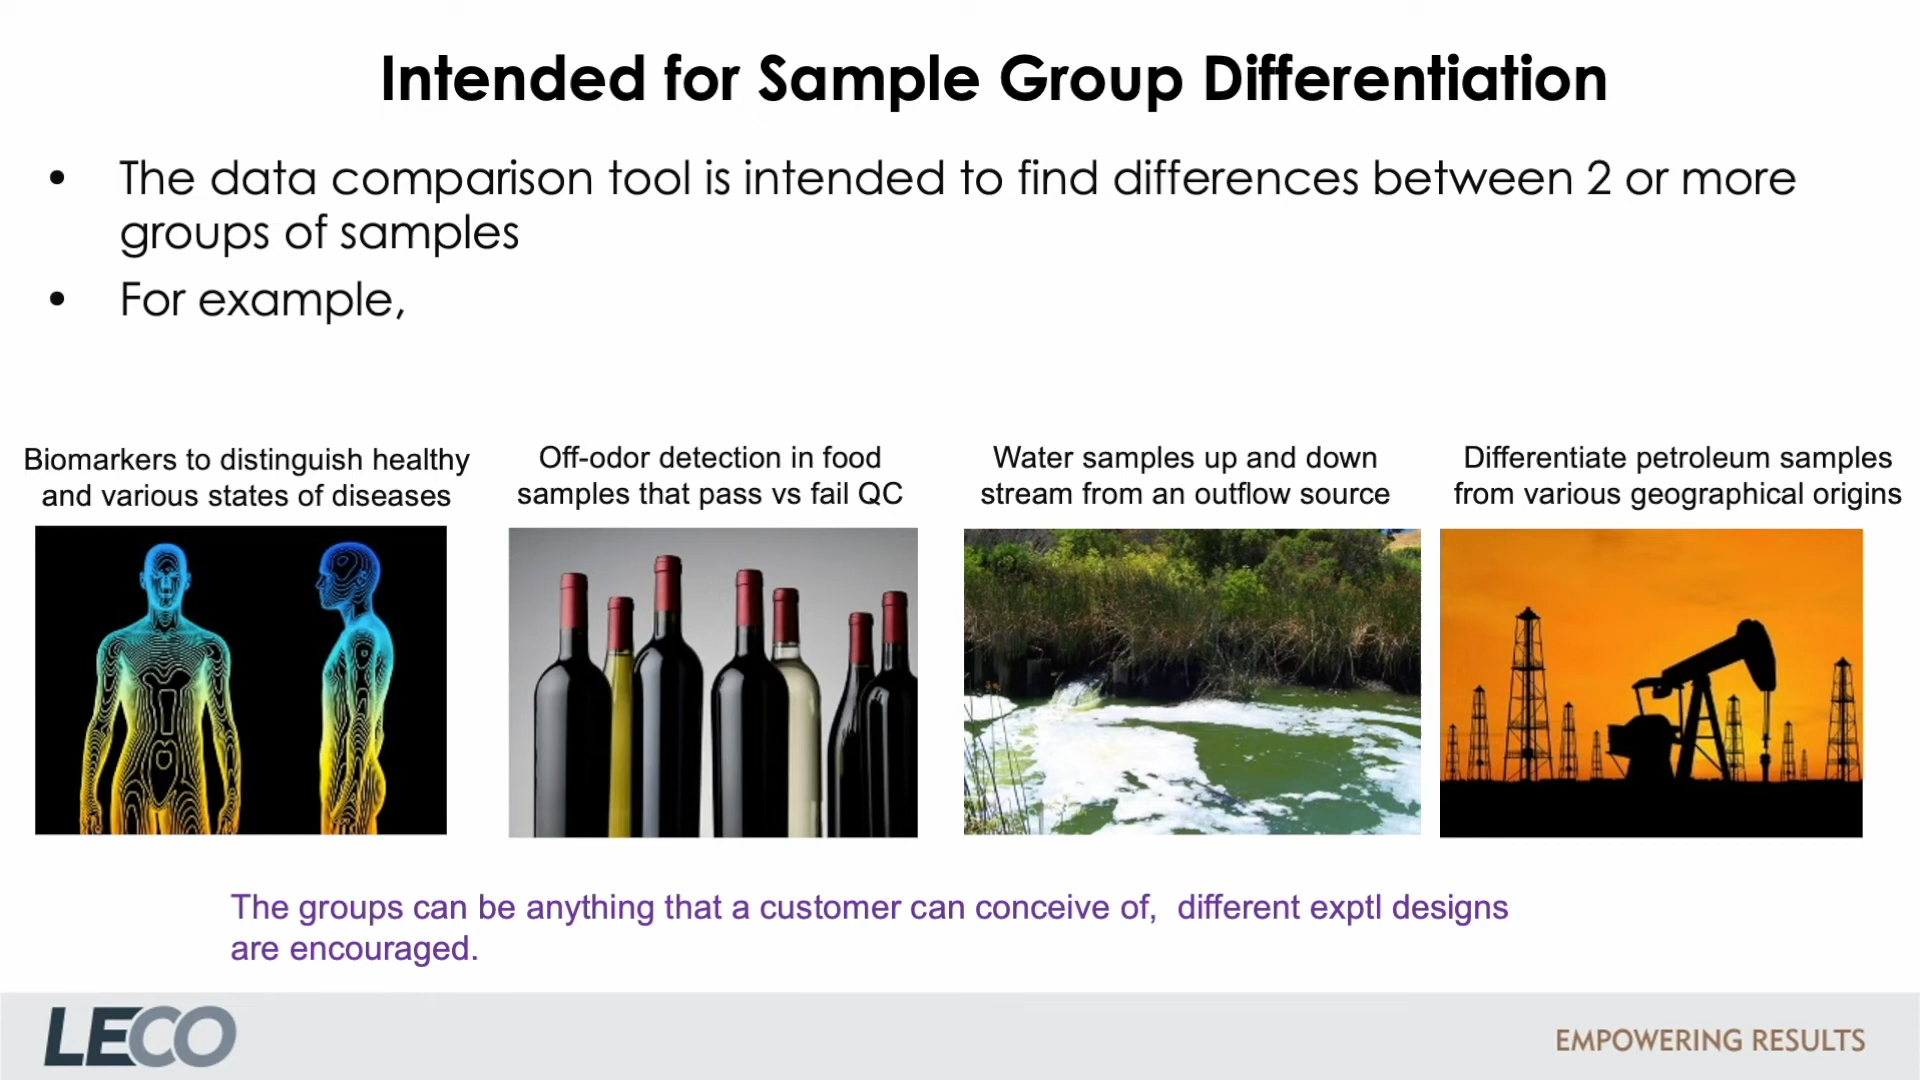 Intended for Sample Group Differentiation
• The data comparison tool is intended to find differences between 2 or more
groups of samples
• For example,
Biomarkers to distinguish healthy
and various states of diseases
Off-odor detection in food
samples that pass vs fail QC
Water samples up and down
stream from an outflow source
Differentiate petroleum samples
from various geographical origins
The groups can be anything that a customer can conceive of,  different exptl designs
are encouraged.
LECO
EMPOWERING RESULTS